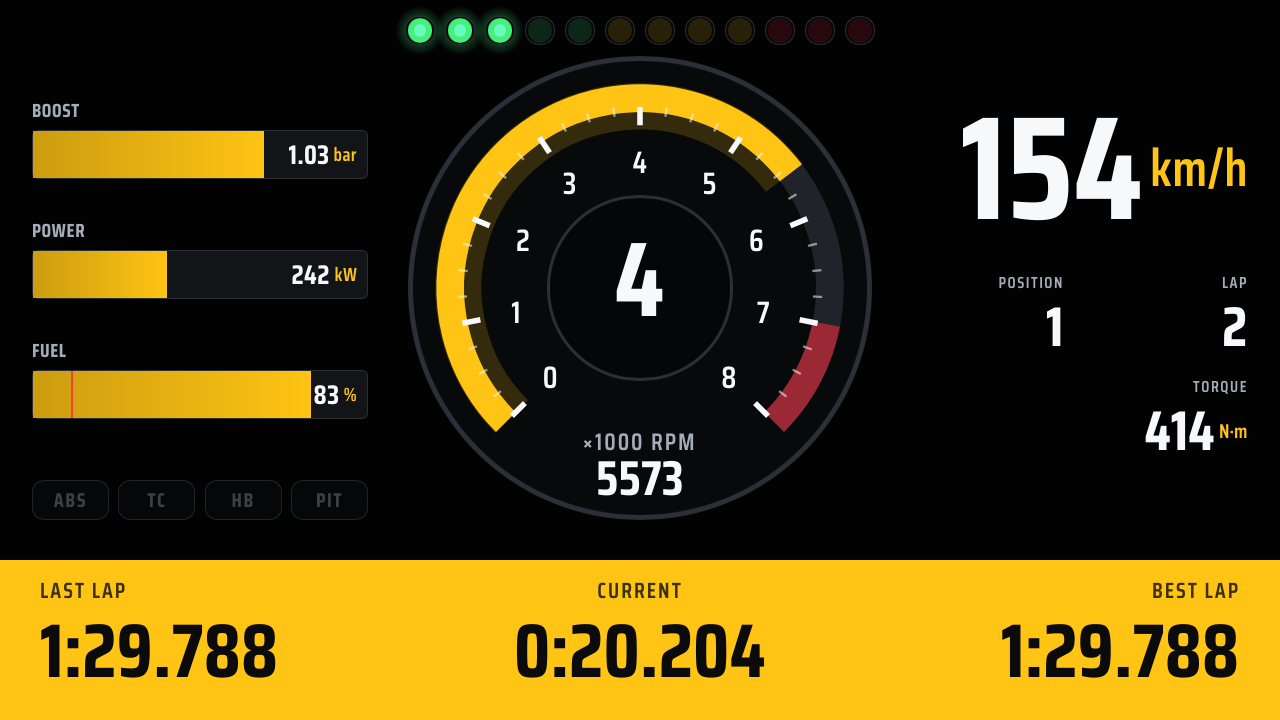 BOOST
1.03 bar
POWER
242 kW
FUEL
83 %
ABS TC HB PIT
0 1 2 3 4 5 6 7 8
4
×1000 RPM
5573
154 km/h
POSITION LAP
1 2
TORQUE
414 N·m
LAST LAP CURRENT BEST LAP
1:29.788 0:20.204 1:29.788